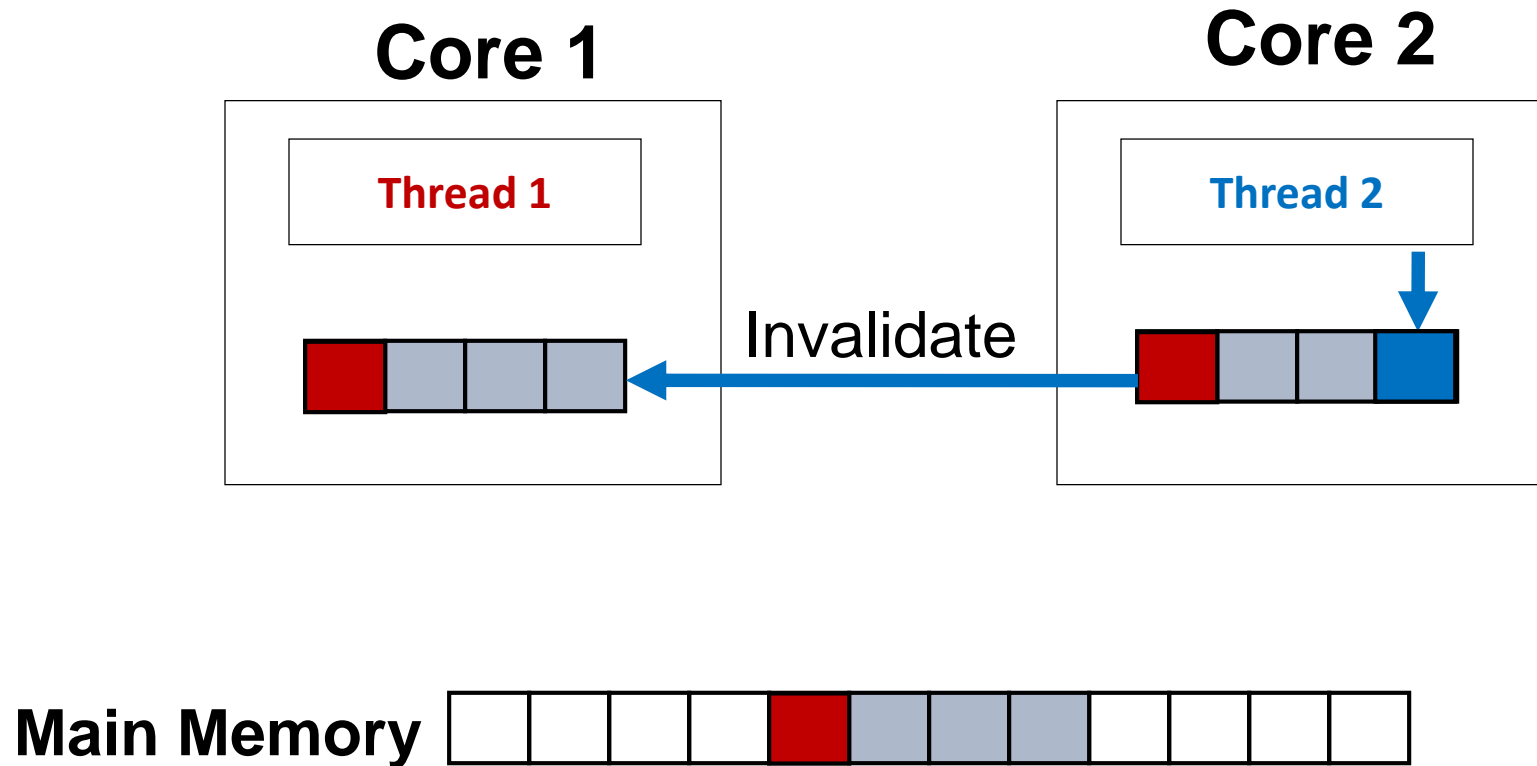 Core 1
Core 2
Thread 1
Thread 2
Invalidate
Main Memory